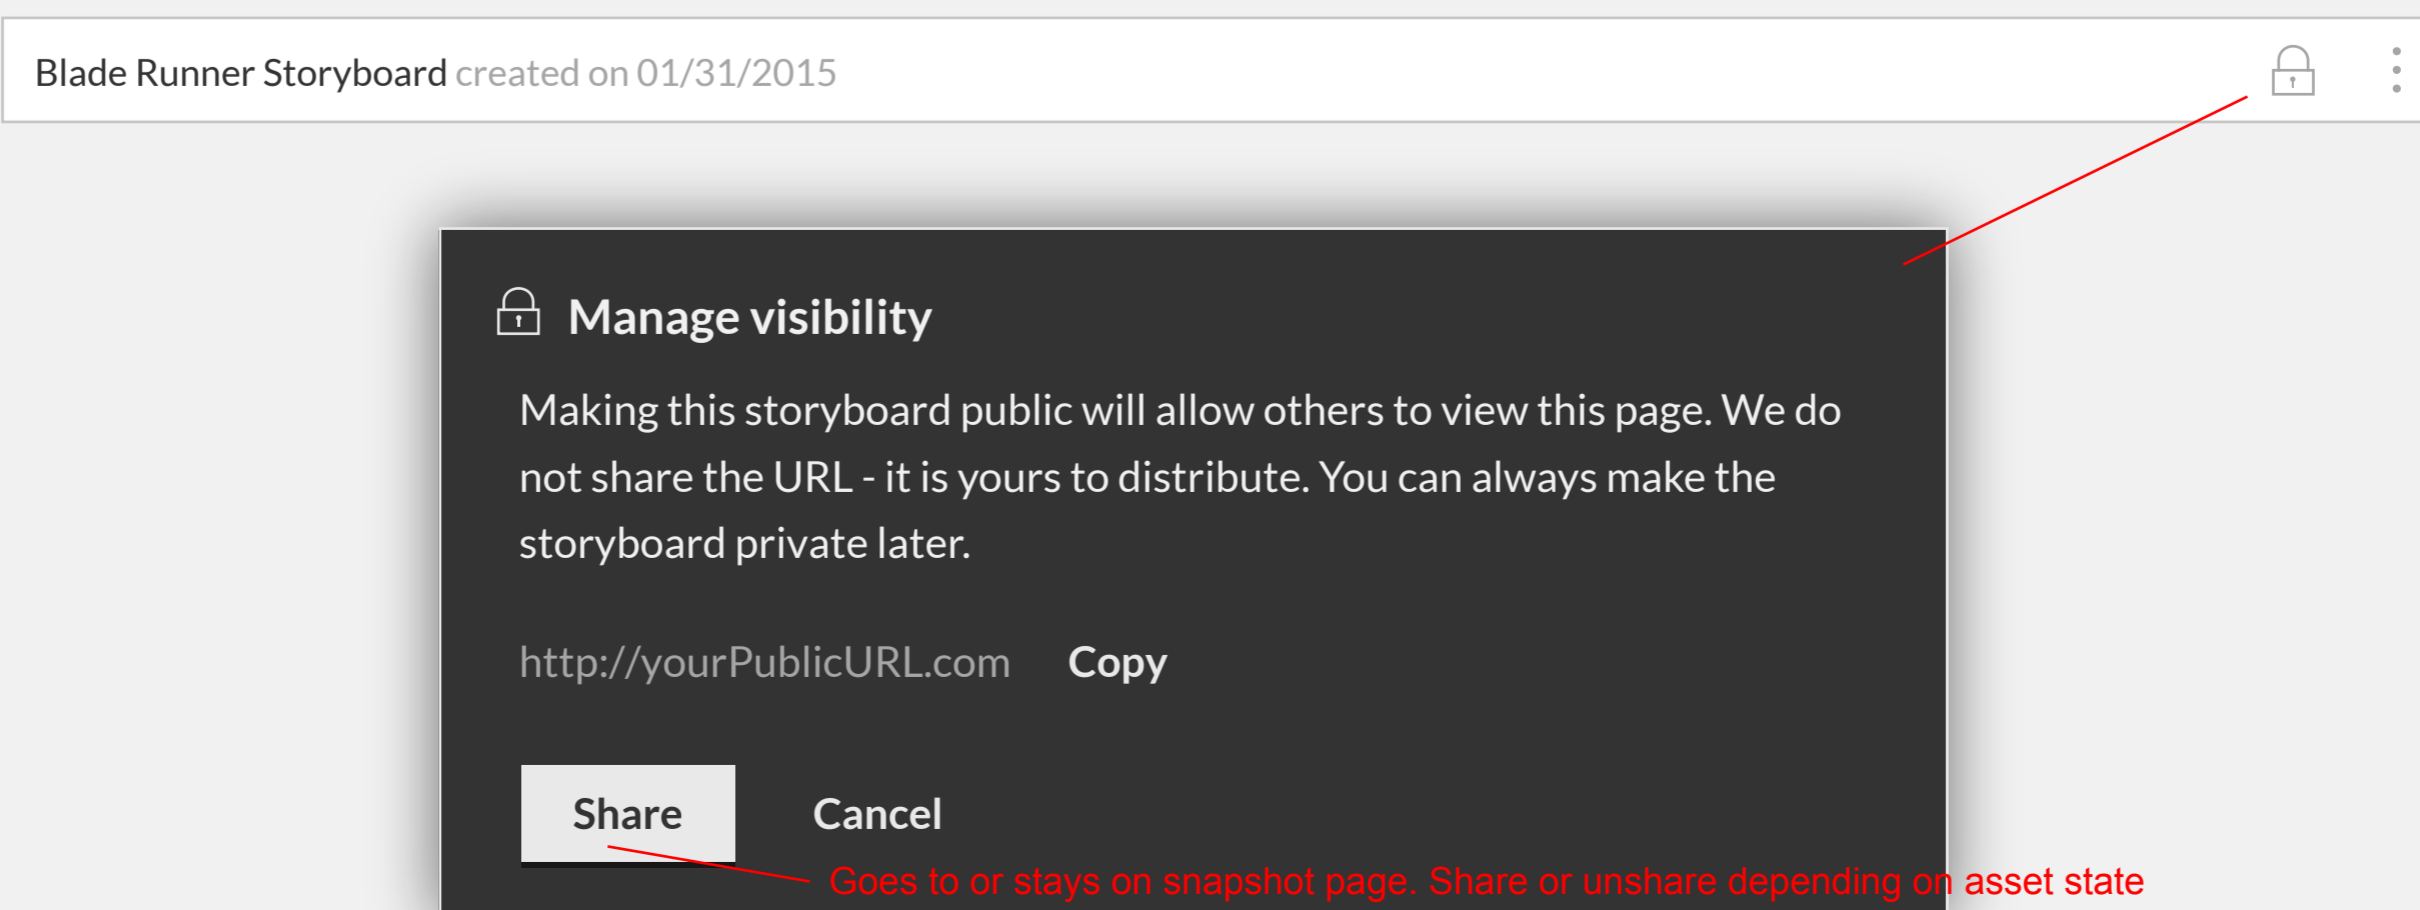 Blade Runner Storyboard created on 01/31/2015
Manage visibility
Making this storyboard public will allow others to view this page. We do
not share the URL - it is yours to distribute. You can always make the
storyboard private later.
http://yourPublicURL.com Copy
Share Cancel
Goes to or stays on snapshot page. Share or unshare depending on asset state